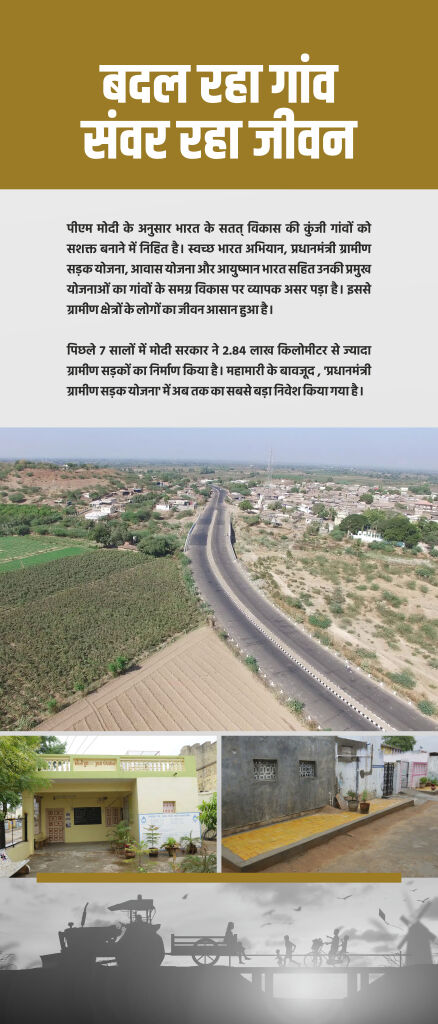 बदल रहा गांव
संवर रहा जीवन
पीएम मोदी के अनुसार भारत के सतत् विकास की कुंजी गांवों को
सशक्त बनाने में निहित है। स्वच्छ भारत अभियान, प्रधानमंत्री ग्रामीण
सड़क योजना, आवास योजना और आयुष्मान भारत सहित उनकी प्रमुख
योजनाओं का गांवों के समग्र विकास पर व्यापक असर पड़ा है। इससे
ग्रामीण क्षेत्रों के लोगों का जीवन आसान हुआ है।
पिछले 7 सालों में मोदी सरकार ने 2.84 लाख किलोमीटर से ज्यादा
ग्रामीण सड़कों का निर्माण किया है। महामारी के बावजूद , 'प्रधानमंत्री
ग्रामीण सड़क योजना' में अब तक का सबसे बड़ा निवेश किया गया है।